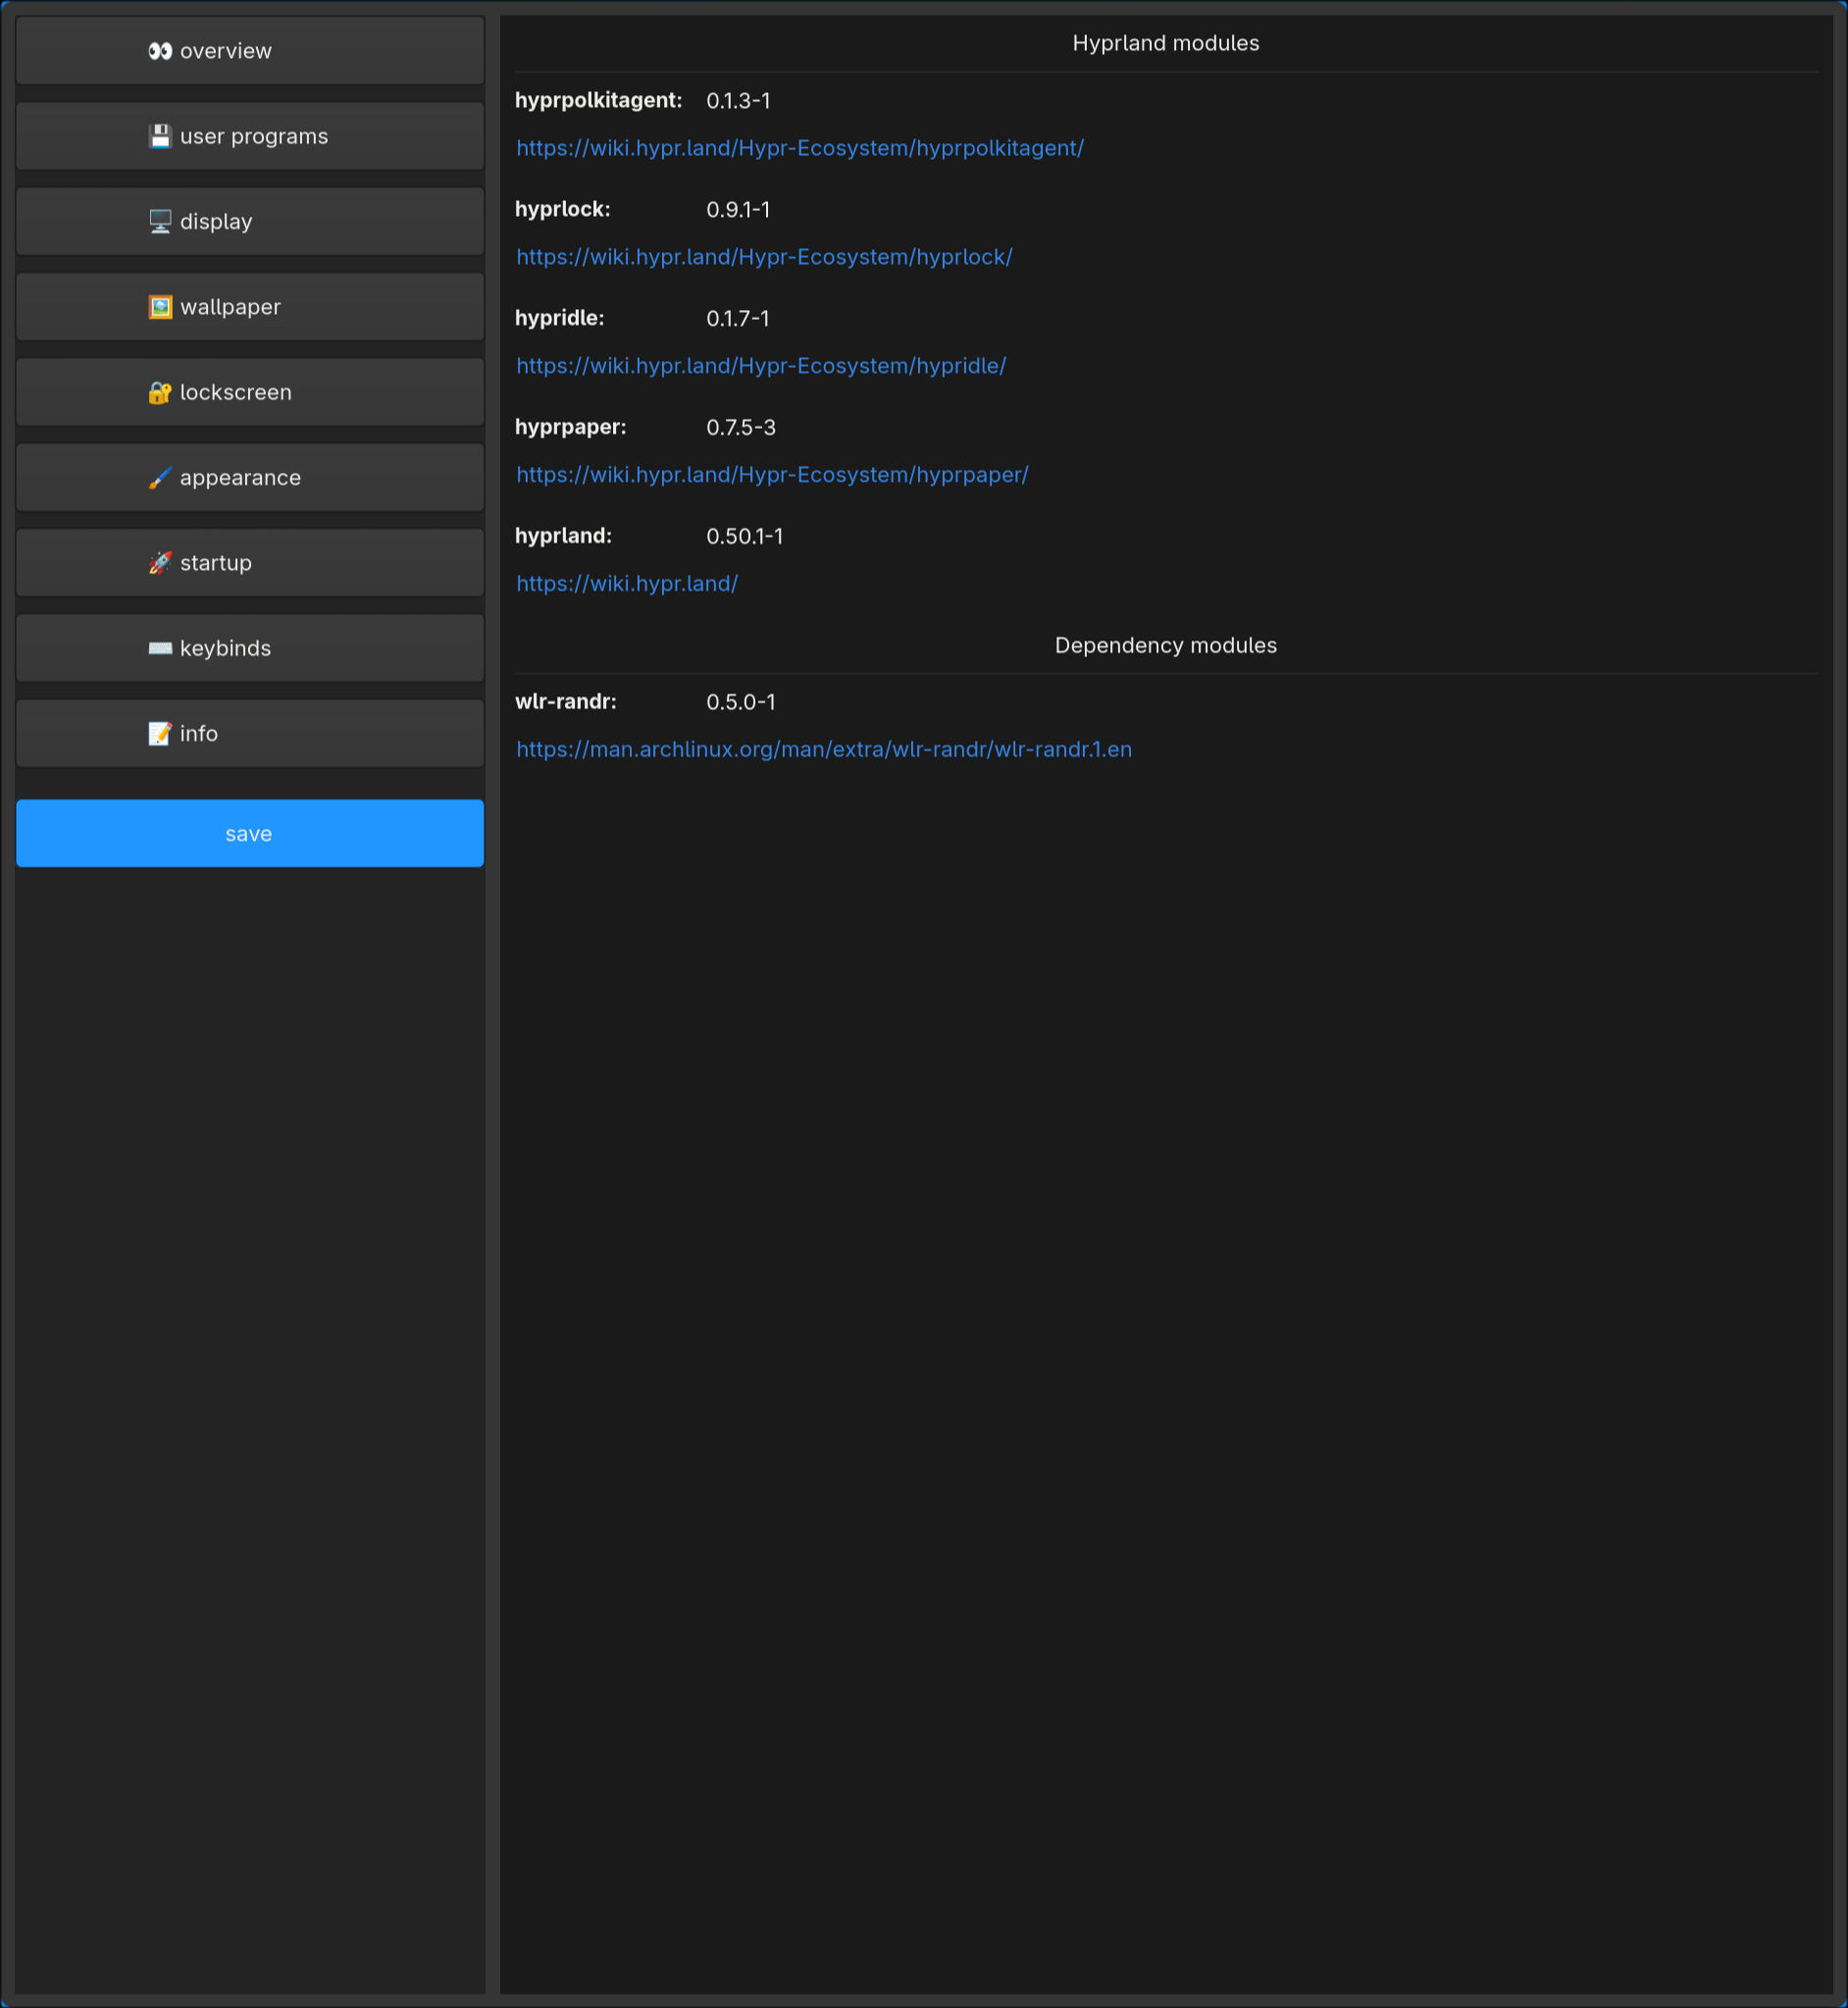 👀 overview
💾 user programs
🖥️ display
🖼️ wallpaper
🔐 lockscreen
🖌️ appearance
🚀 startup
⌨️ keybinds
📝 info
save
Hyprland modules
hyprpolkitagent: 0.1.3-1
https://wiki.hypr.land/Hypr-Ecosystem/hyprpolkitagent/
hyprlock: 0.9.1-1
https://wiki.hypr.land/Hypr-Ecosystem/hyprlock/
hypridle: 0.1.7-1
https://wiki.hypr.land/Hypr-Ecosystem/hypridle/
hyprpaper: 0.7.5-3
https://wiki.hypr.land/Hypr-Ecosystem/hyprpaper/
hyprland: 0.50.1-1
https://wiki.hypr.land/
Dependency modules
wlr-randr: 0.5.0-1
https://man.archlinux.org/man/extra/wlr-randr/wlr-randr.1.en